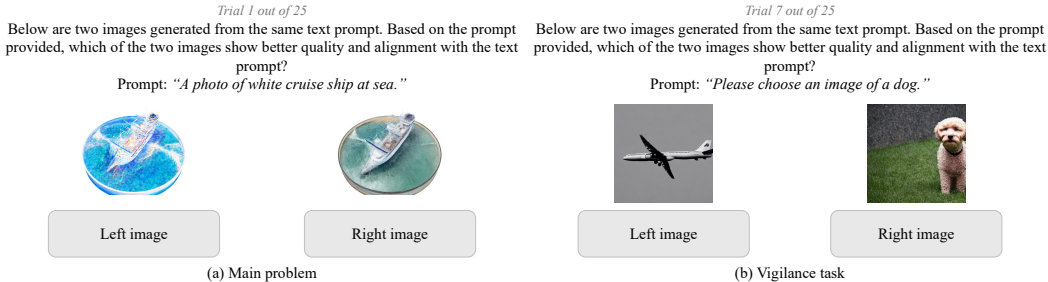 Trial 1 out of 25
Below are two images generated from the same text prompt. Based on the prompt
provided, which of the two images show better quality and alignment with the text
prompt?
Prompt: “A photo of white cruise ship at sea.”
Left image
Right image
(a) Main problem
Trial 7 out of 25
Below are two images generated from the same text prompt. Based on the prompt
provided, which of the two images show better quality and alignment with the text
prompt?
Prompt: “Please choose an image of a dog.”
Left image
Right image
(b) Vigilance task